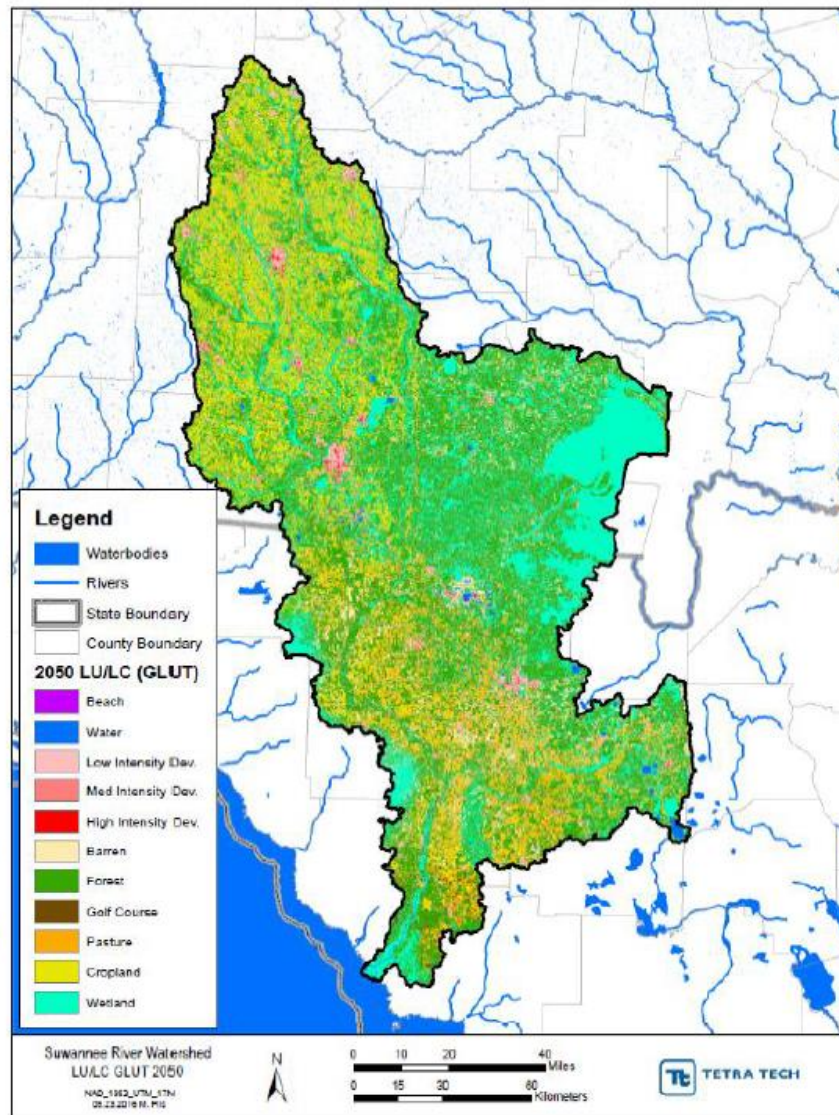 Legend
Waterbodies
Rivers
State Boundary
County Boundary
2050 LU/LC (GLUT)
Beach
Water
Low Intensity Dev.
Med Intensity Dev.
High Intensity Dev.
Barren
Forest
Golf Course
Pasture
Cropland
Wetland
Suwannee River Watershed
LU/LC GLUT 2050
N
0 10 20 40
Miles
0 15 30 60
Kilometers
Tt TETRA TECH